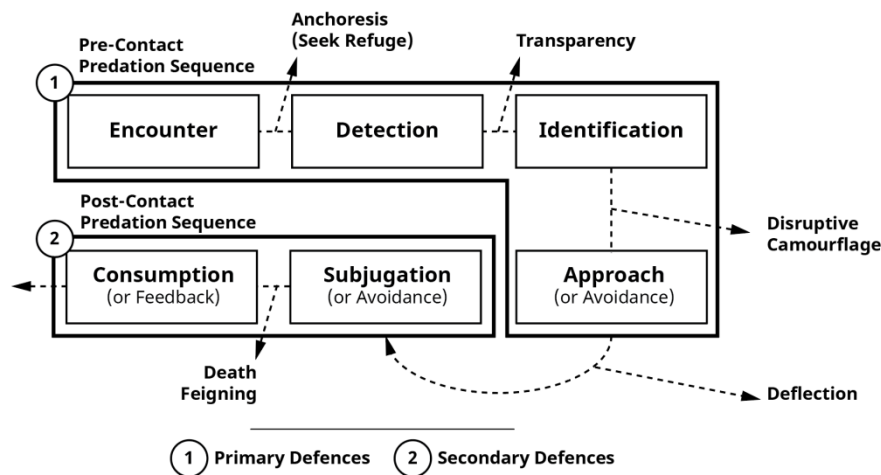 Anchoresis
(Seek Refuge)
Transparency
Pre-Contact
Predation Sequence
1
Encounter
Detection
Identification
Disruptive
Camourflage
Post-Contact
Predation Sequence
2
Consumption
(or Feedback)
Subjugation
(or Avoidance)
Approach
(or Avoidance)
Death
Feigning
Deflection
1 Primary Defences 2 Secondary Defences